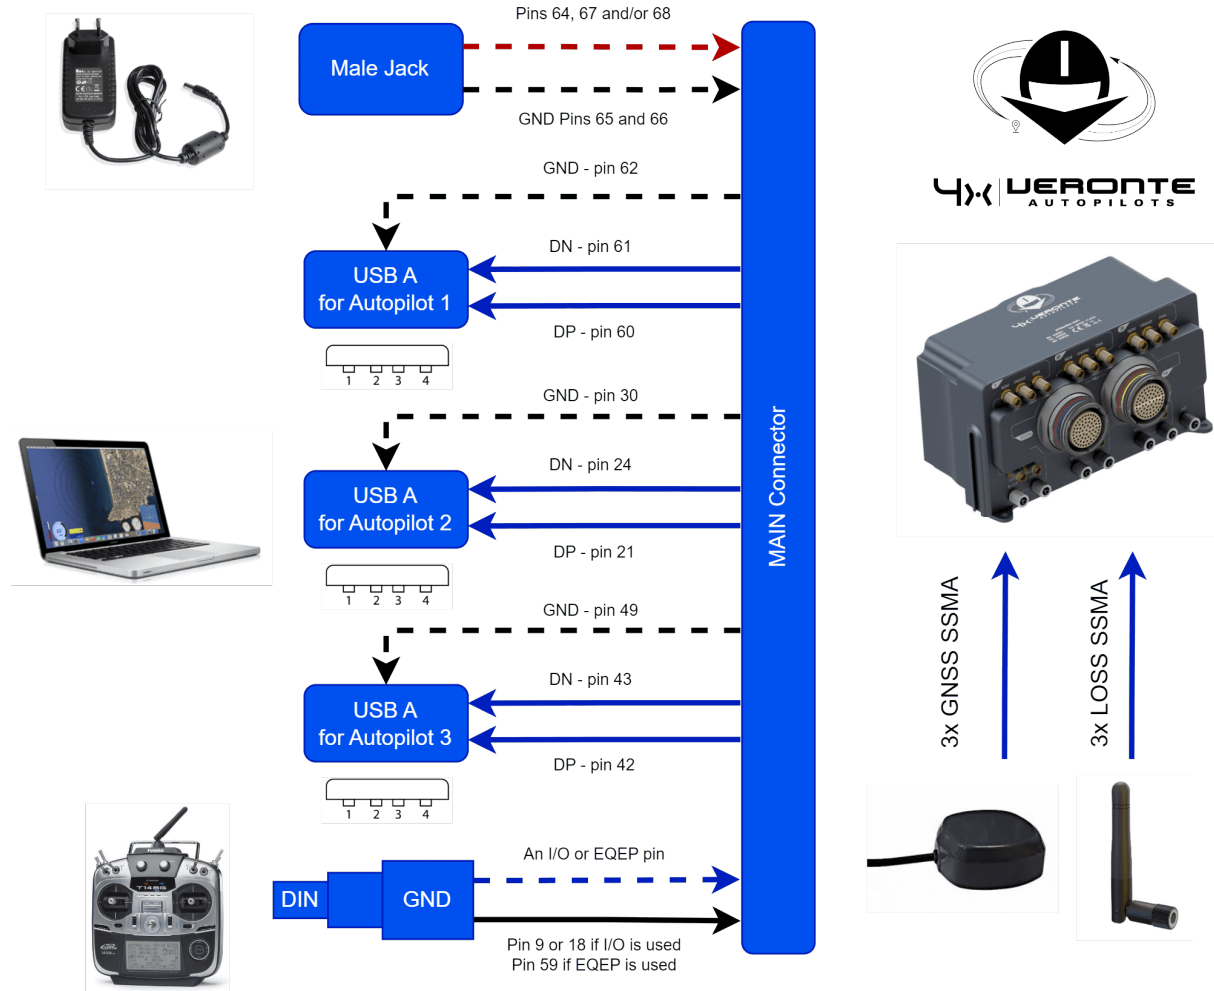 Pins 64, 67 and/or 68
Male Jack
GND Pins 65 and 66
GND - pin 62
DN - pin 61
USB A
for Autopilot 1
DP - pin 60
1 2 3 4
GND - pin 30
DN - pin 24
USB A
for Autopilot 2
DP - pin 21
1 2 3 4
GND - pin 49
DN - pin 43
USB A
for Autopilot 3
DP - pin 42
1 2 3 4
An I/O or EQEP pin
DIN
GND
Pin 9 or 18 if I/O is used
Pin 59 if EQEP is used
MAIN Connector
4x VERONTE
AUTOPILOTS
4x VERONTE
3x GNSS SSMA
3x LOSS SSMA
Futaba
T14SG